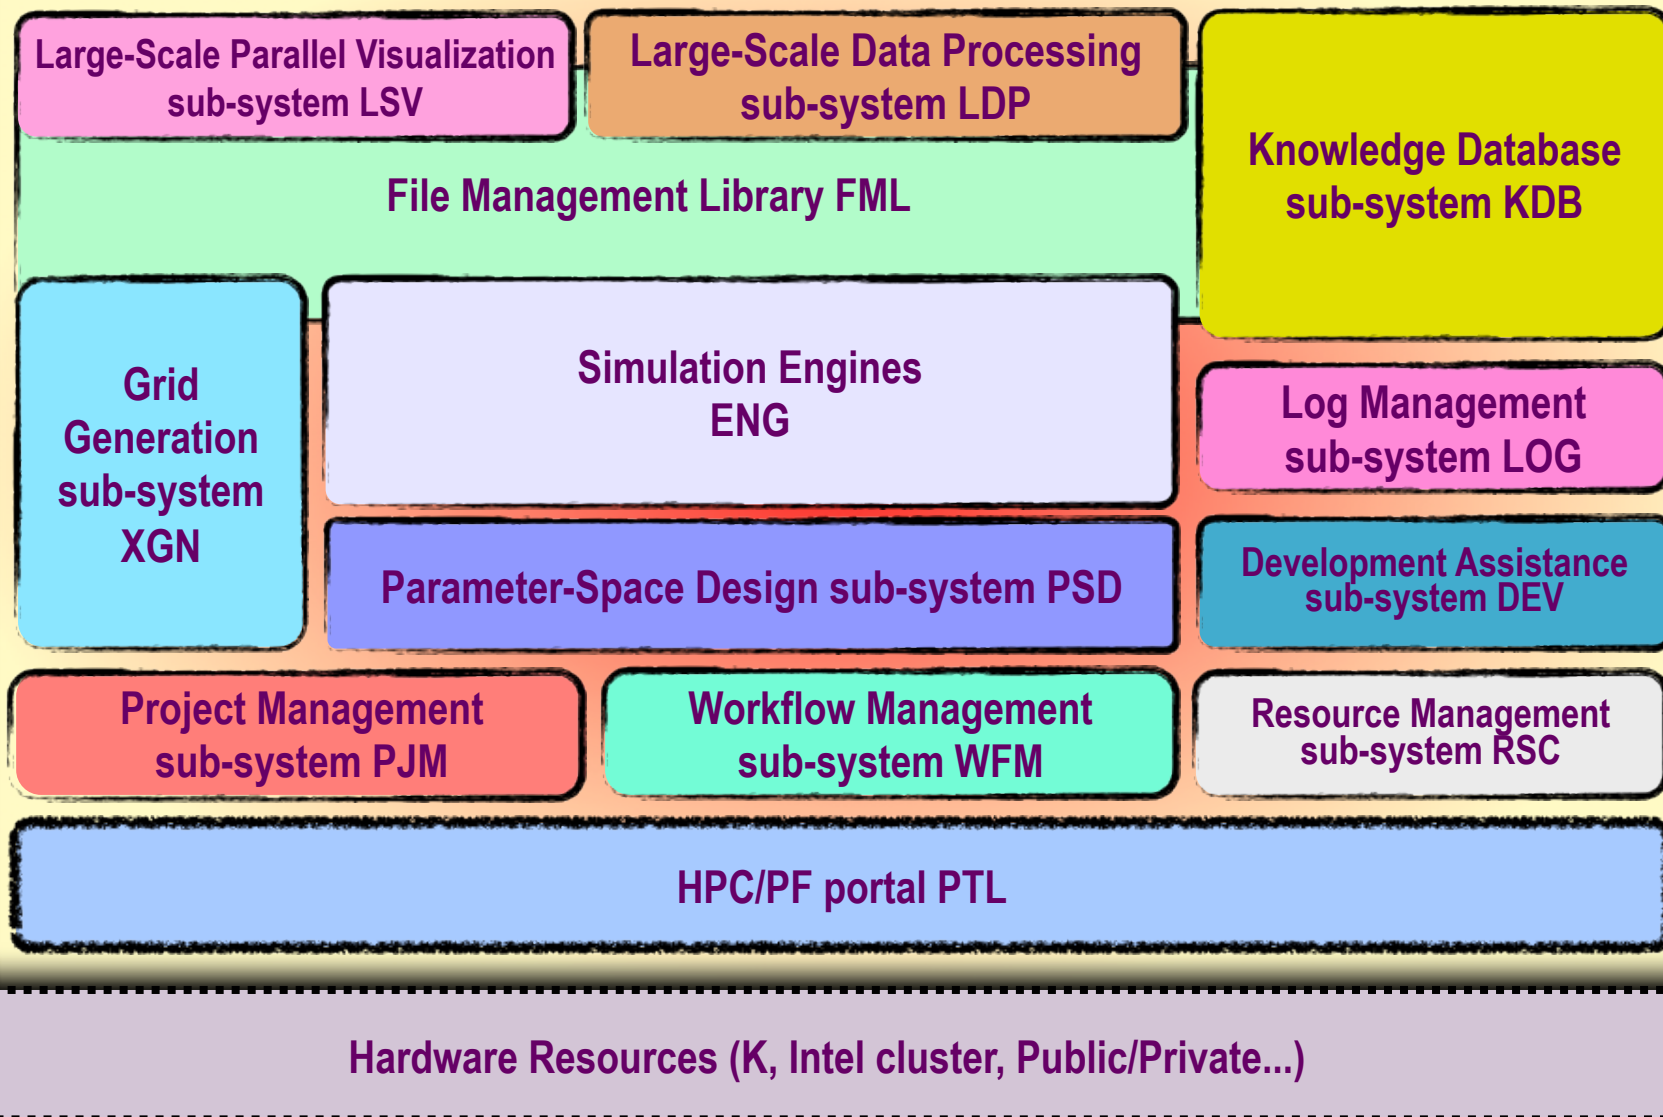 Large-Scale Parallel Visualization
sub-system LSV
Large-Scale Data Processing
sub-system LDP
Knowledge Database
sub-system KDB
File Management Library FML
Grid
Generation
sub-system
XGN
Simulation Engines
ENG
Log Management
sub-system LOG
Parameter-Space Design sub-system PSD
Development Assistance
sub-system DEV
Project Management
sub-system PJM
Workflow Management
sub-system WFM
Resource Management
sub-system RSC
HPC/PF portal PTL
Hardware Resources (K, Intel cluster, Public/Private...)